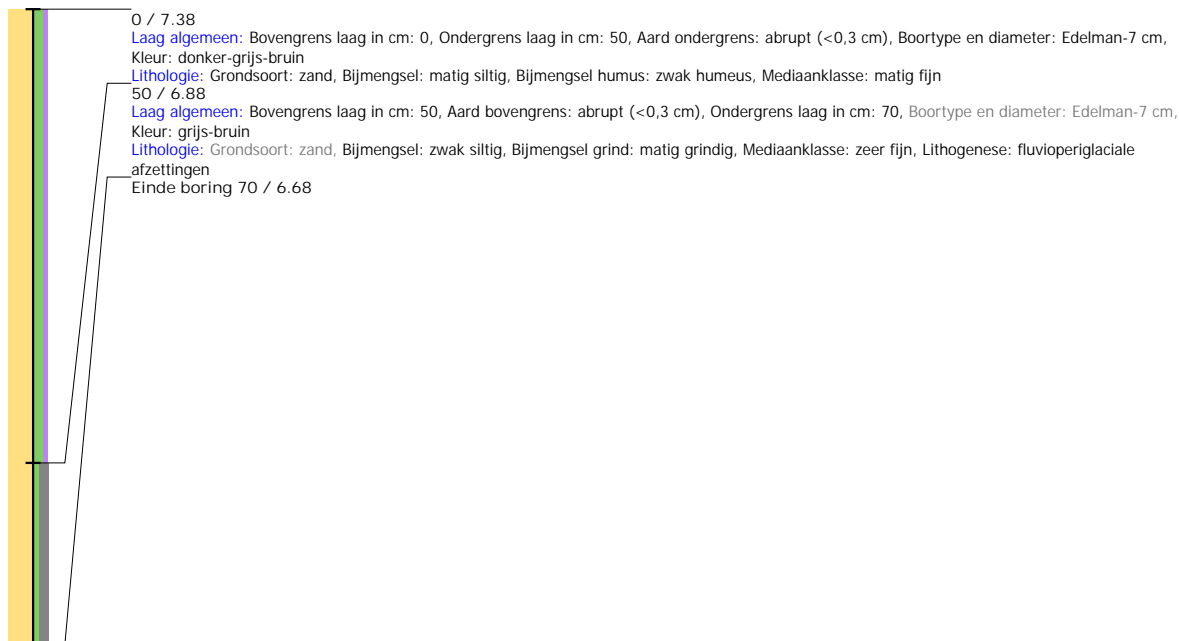 0 / 7.38
Laag algemeen: Bovengrens laag in cm: 0, Ondergrens laag in cm: 50, Aard ondergrens: abrupt (<0,3 cm), Boortype en diameter: Edelman-7 cm,
Kleur: donker-grijs-bruin
Lithologie: Grondsoort: zand, Bijmengsel: matig siltig, Bijmengsel humus: zwak humeus, Mediaanklasse: matig fijn
50 / 6.88
Laag algemeen: Bovengrens laag in cm: 50, Aard bovengrens: abrupt (<0,3 cm), Ondergrens laag in cm: 70, Boortype en diameter: Edelman-7 cm,
Kleur: grijs-bruin
Lithologie: Grondsoort: zand, Bijmengsel: zwak siltig, Bijmengsel grind: matig grindig, Mediaanklasse: zeer fijn, Lithogenese: fluvioperiglaciale
afzettingen
Einde boring 70 / 6.68